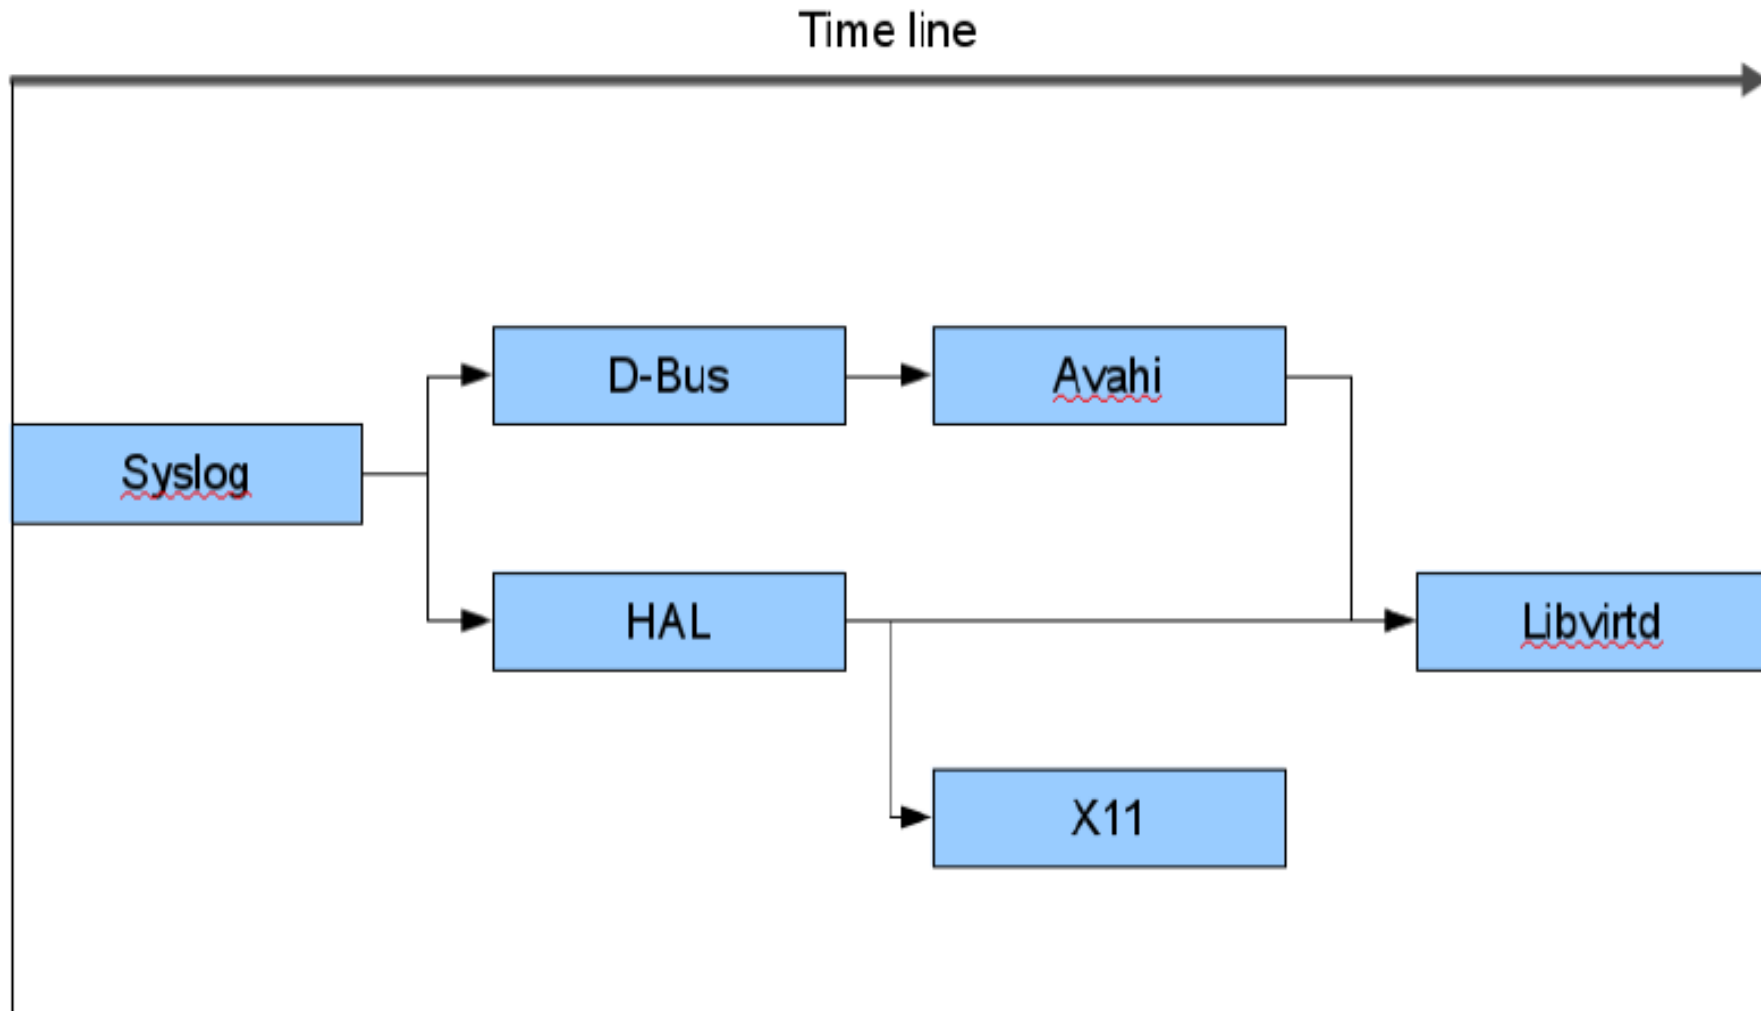 Time line
D-Bus
Avahi
Syslog
HAL
Libvirtd
X11